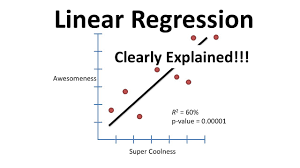 Linear Regression
Clearly Explained!!!
Awesomeness
R² = 60%
p-value = 0.00001
Super Coolness